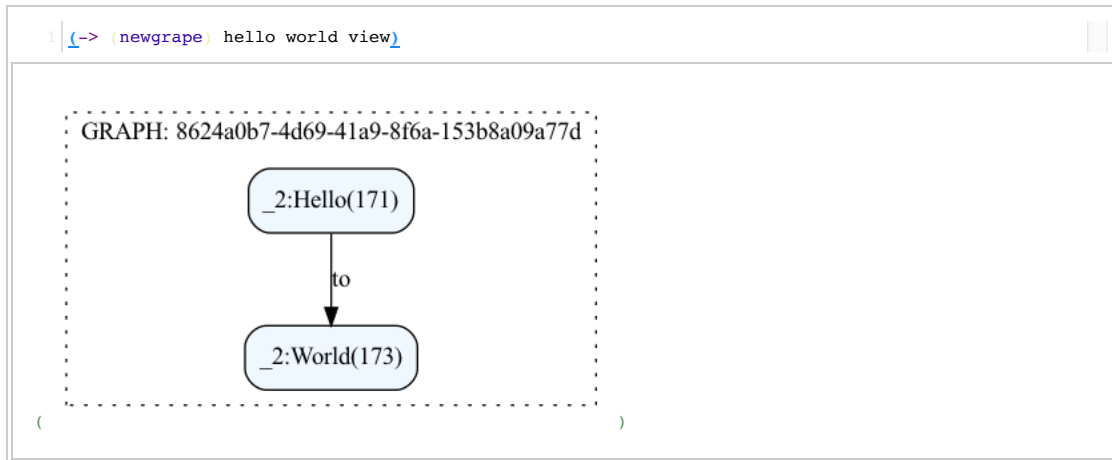 1 (-> (newgrape) hello world view)
GRAPH: 8624a0b7-4d69-41a9-8f6a-153b8a09a77d
_2:Hello(171)
to
_2:World(173)
( )